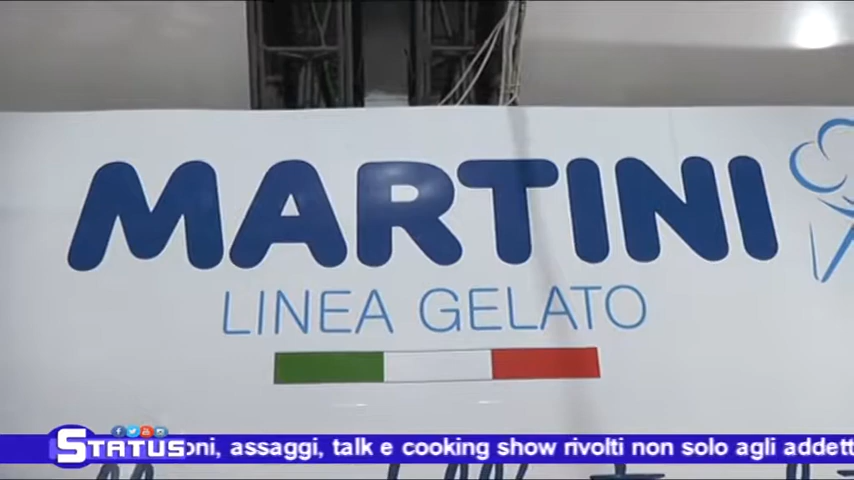 MARTINI
LINEA GELATO
STATUS
oni, assaggi, talk e cooking show rivolti non solo agli addett